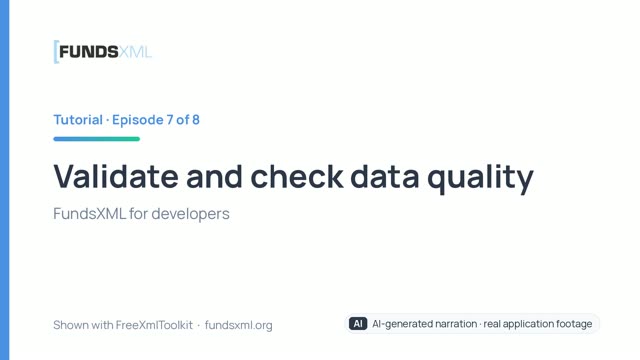 [FUNDSXML
Tutorial · Episode 7 of 8
Validate and check data quality
FundsXML for developers
Shown with FreeXmlToolkit · fundsxml.org
AI AI-generated narration · real application footage